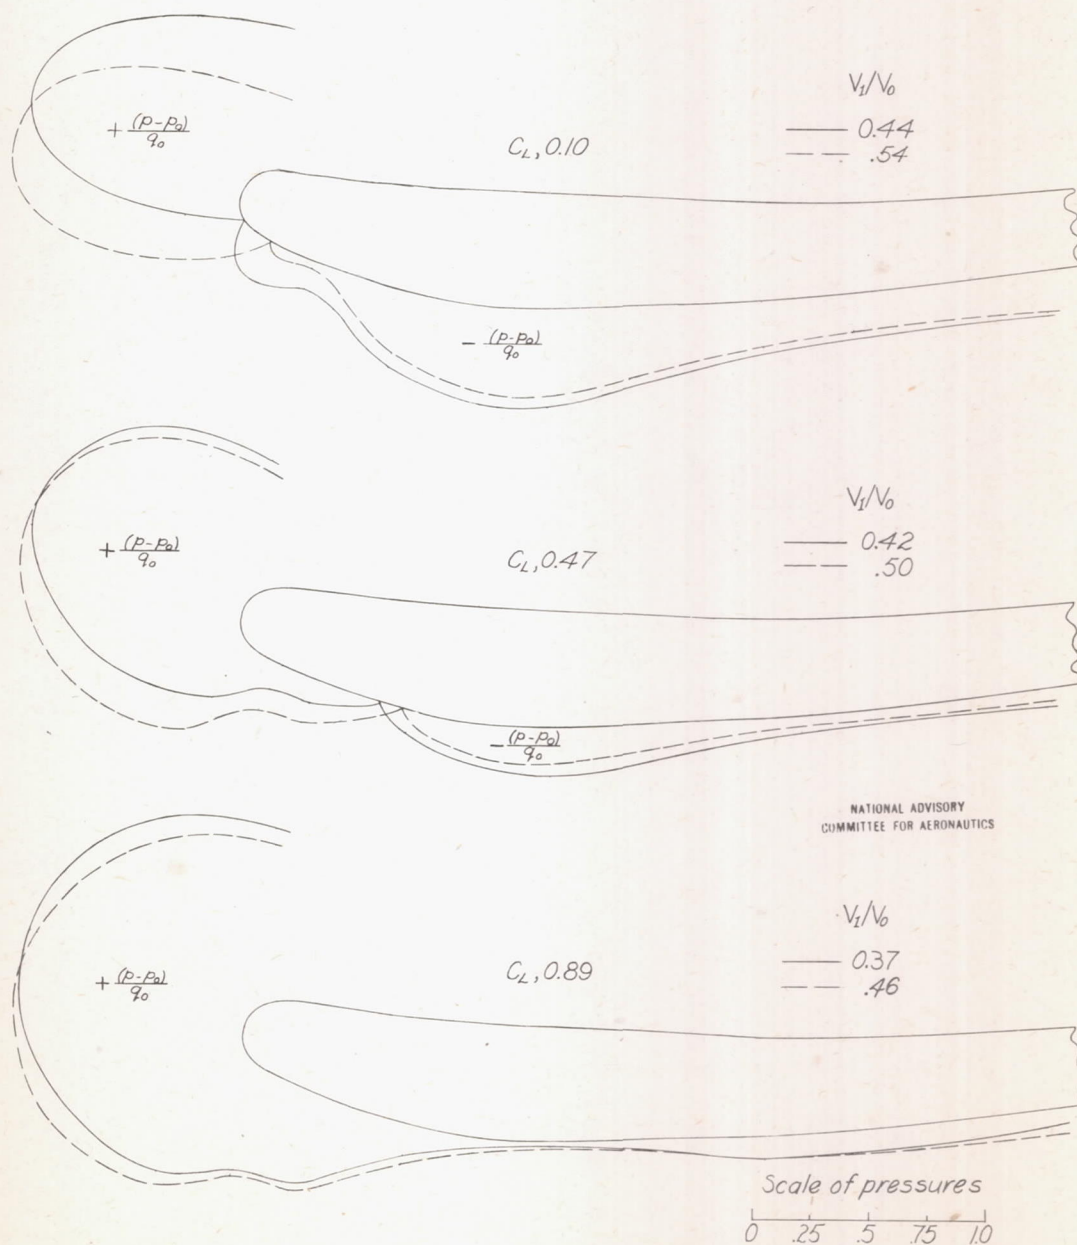 V₁/V₀
+ (p-p₀)/q₀
C_L, 0.10
0.44
.54
- (p-p₀)/q₀
V₁/V₀
+ (p-p₀)/q₀
C_L, 0.47
0.42
.50
- (p-p₀)/q₀
NATIONAL ADVISORY
COMMITTEE FOR AERONAUTICS
V₁/V₀
+ (p-p₀)/q₀
C_L, 0.89
0.37
.46
Scale of pressures
0 .25 .5 .75 1.0